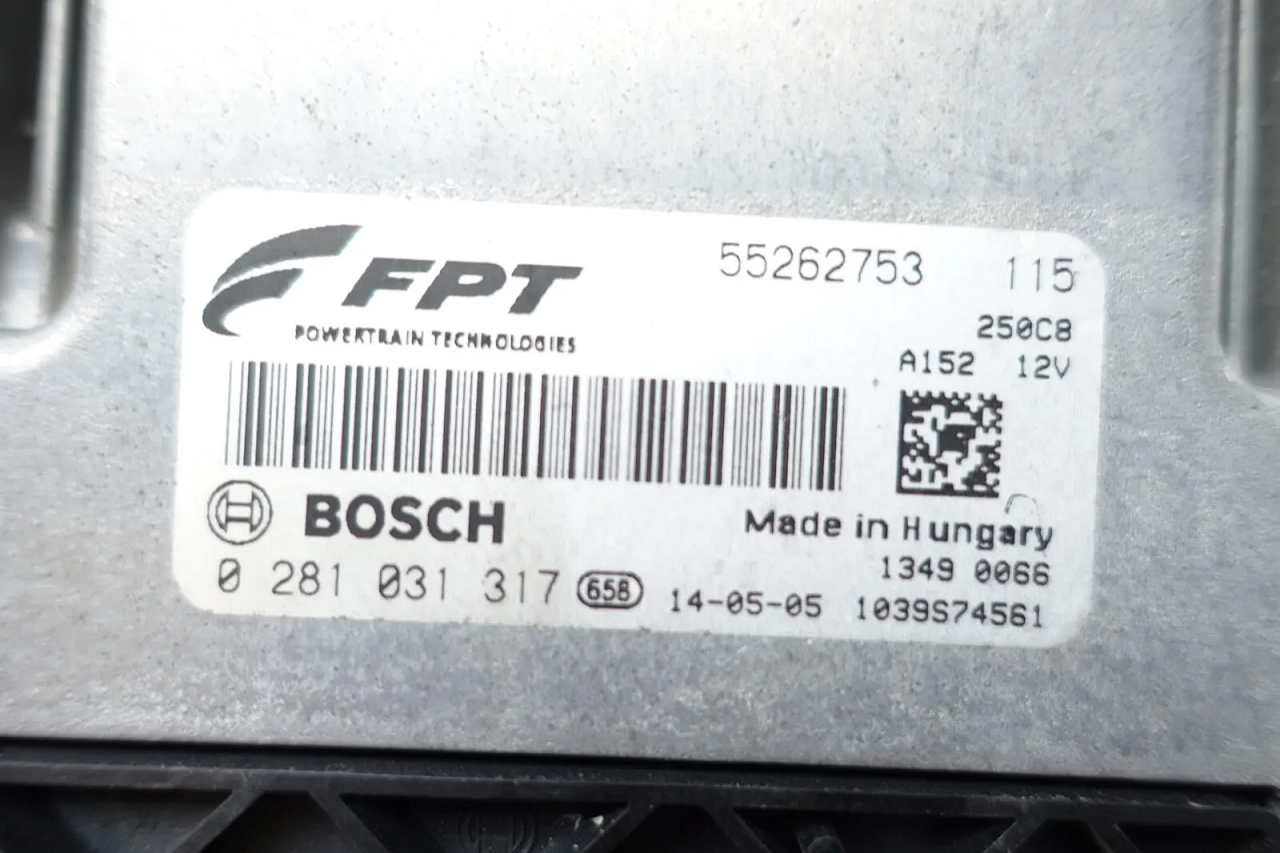 FPT
POWERTRAIN TECHNOLOGIES
55262753 115
250C8
A152 12V
BOSCH
Made in Hungary
1349 0066
0 281 031 317 658 14-05-05 1039S74561